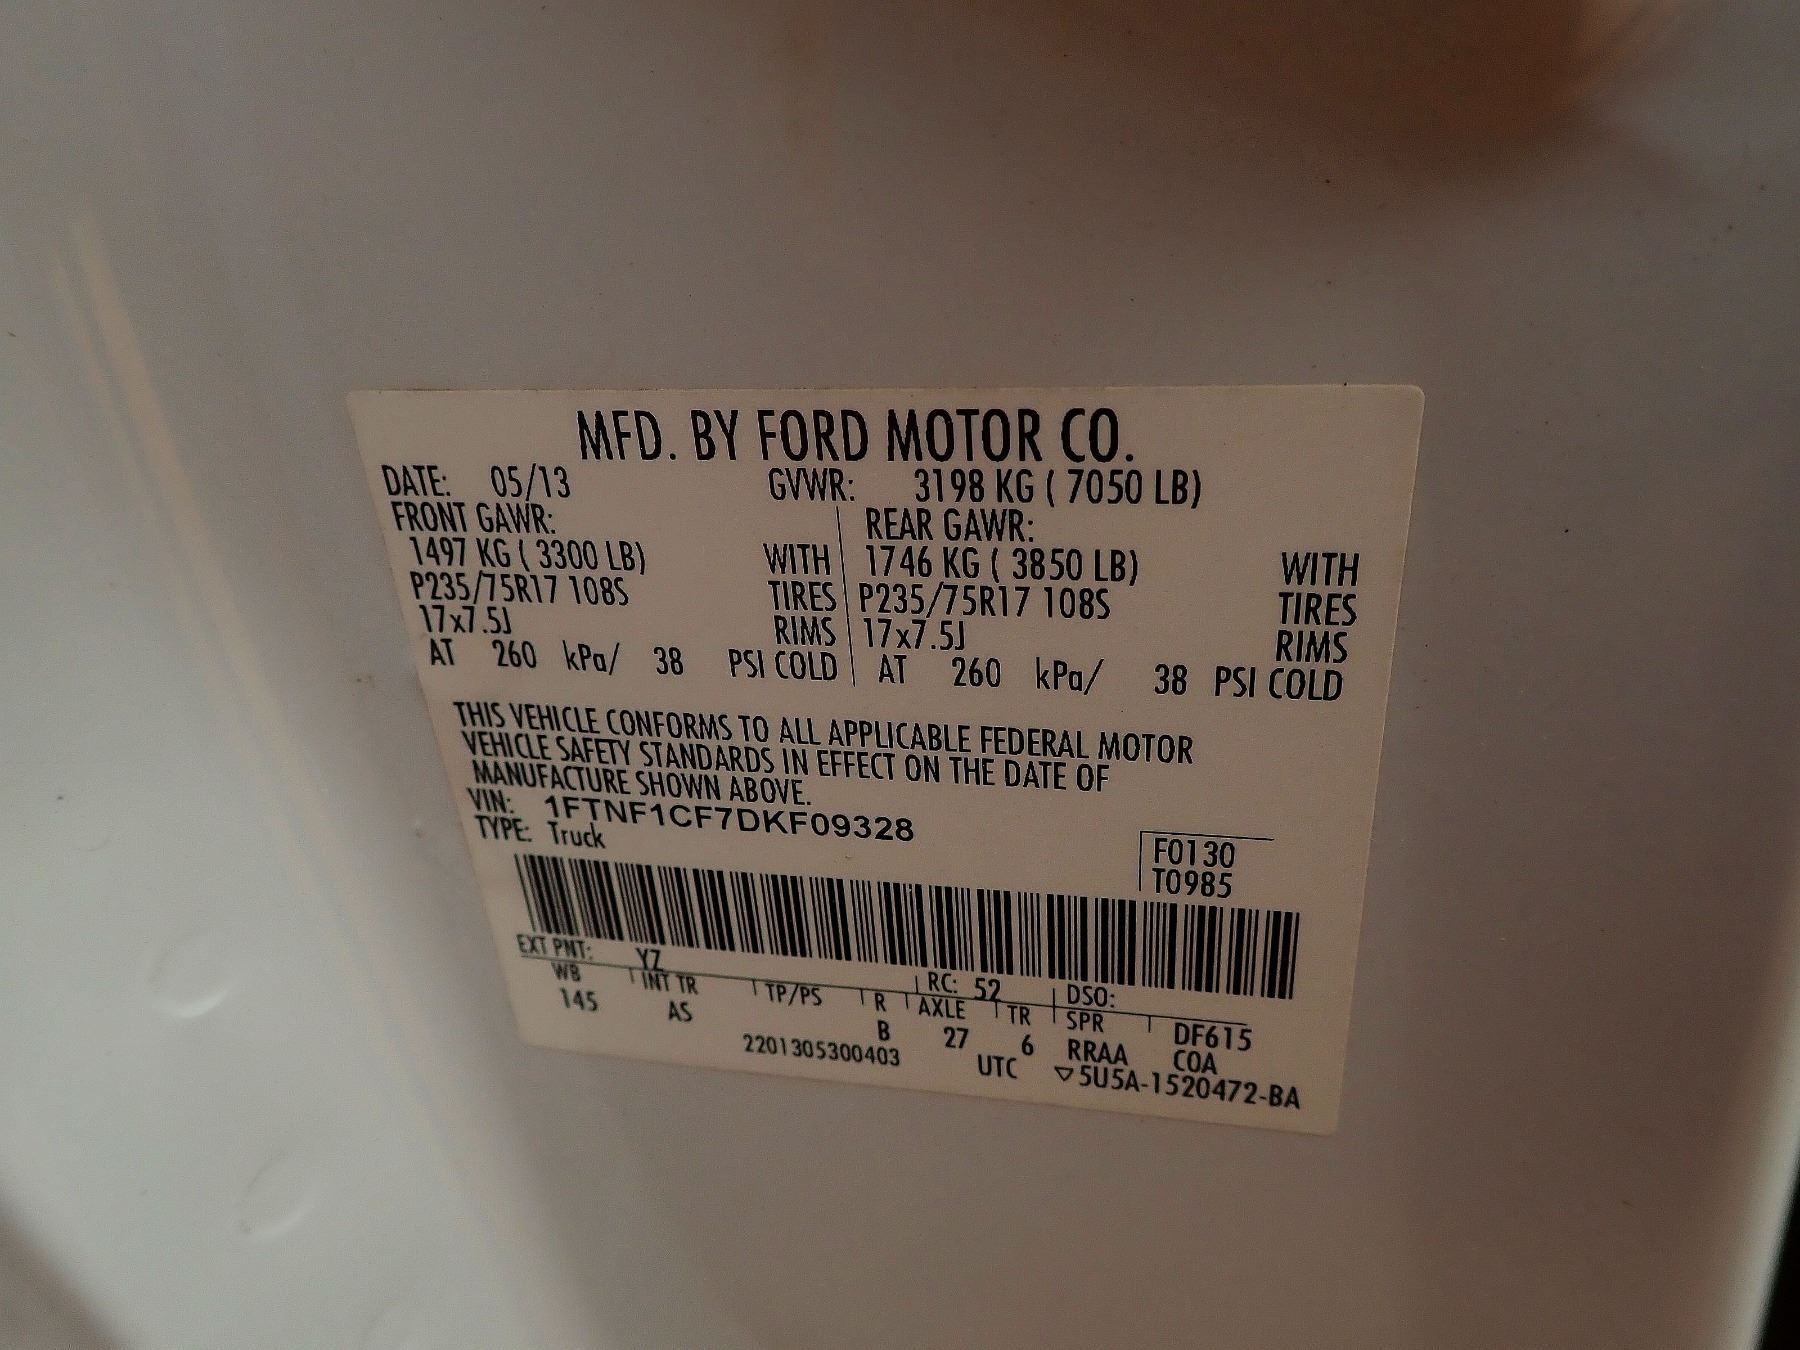 MFD. BY FORD MOTOR CO.
DATE: 05/13 GVWR: 3198 KG ( 7050 LB)
FRONT GAWR: REAR GAWR:
1497 KG ( 3300 LB) WITH 1746 KG ( 3850 LB) WITH
P235/75R17 108S TIRES P235/75R17 108S TIRES
17x7.5J RIMS 17x7.5J RIMS
AT 260 kPa/ 38 PSI COLD AT 260 kPa/ 38 PSI COLD
THIS VEHICLE CONFORMS TO ALL APPLICABLE FEDERAL MOTOR
VEHICLE SAFETY STANDARDS IN EFFECT ON THE DATE OF
MANUFACTURE SHOWN ABOVE.
VIN: 1FTNF1CF7DKF09328
TYPE: Truck
F0130
T0985
EXT PNT: YZ RC: 52 DSO:
WB INT TR TP/PS R AXLE TR SPR DF615
145 AS B 27 6 RRAA COA
2201305300403 UTC ▽5U5A-1520472-BA